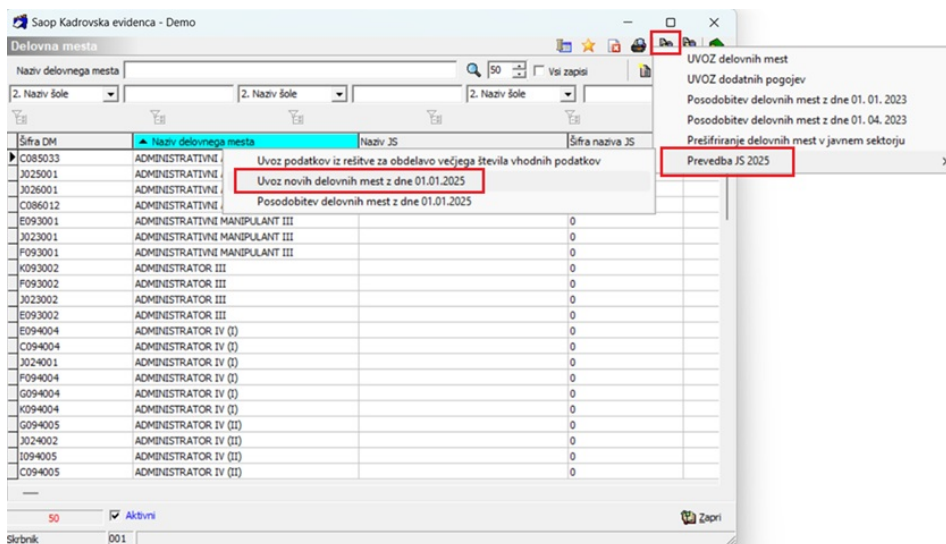 Saop Kadrovska evidenca - Demo
Delovna mesta
Naziv delovnega mesta
50
Vsi zapisi
2. Naziv šole
2. Naziv šole
2. Naziv šole
Šifra DM
Naziv delovnega mesta
Naziv JS
Šifra naziva JS
C085033 ADMINISTRATIVNI
J025001 ADMINISTRATIVNI
J026001 ADMINISTRATIVNI
C086012 ADMINISTRATIVNI
E093001 ADMINISTRATIVNI MANIPULANT III 0
J023001 ADMINISTRATIVNI MANIPULANT III 0
F093001 ADMINISTRATIVNI MANIPULANT III 0
K093002 ADMINISTRATOR III 0
F093002 ADMINISTRATOR III 0
J023002 ADMINISTRATOR III 0
E093002 ADMINISTRATOR III 0
E094004 ADMINISTRATOR IV (I) 0
C094004 ADMINISTRATOR IV (I) 0
J024001 ADMINISTRATOR IV (I) 0
F094004 ADMINISTRATOR IV (I) 0
G094004 ADMINISTRATOR IV (I) 0
K094004 ADMINISTRATOR IV (I) 0
G094005 ADMINISTRATOR IV (II) 0
J024002 ADMINISTRATOR IV (II) 0
I094005 ADMINISTRATOR IV (II) 0
C094005 ADMINISTRATOR IV (II) 0
50
Aktivni
Zapri
Skrbnik
001
UVOZ delovnih mest
UVOZ dodatnih pogojev
Posodobitev delovnih mest z dne 01. 01. 2023
Posodobitev delovnih mest z dne 01. 04. 2023
Prešifriranje delovnih mest v javnem sektorju
Prevedba JS 2025
Uvoz podatkov iz rešitve za obdelavo večjega števila vhodnih podatkov
Uvoz novih delovnih mest z dne 01.01.2025
Posodobitev delovnih mest z dne 01.01.2025